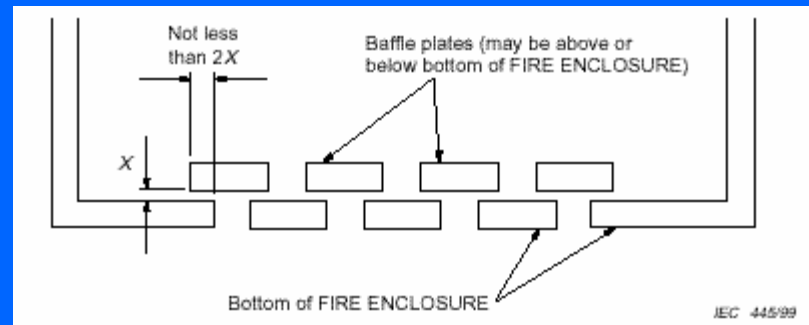 Not less
than 2X
Baffle plates (may be above or
below bottom of FIRE ENCLOSURE)
X
Bottom of FIRE ENCLOSURE
IEC 445/99